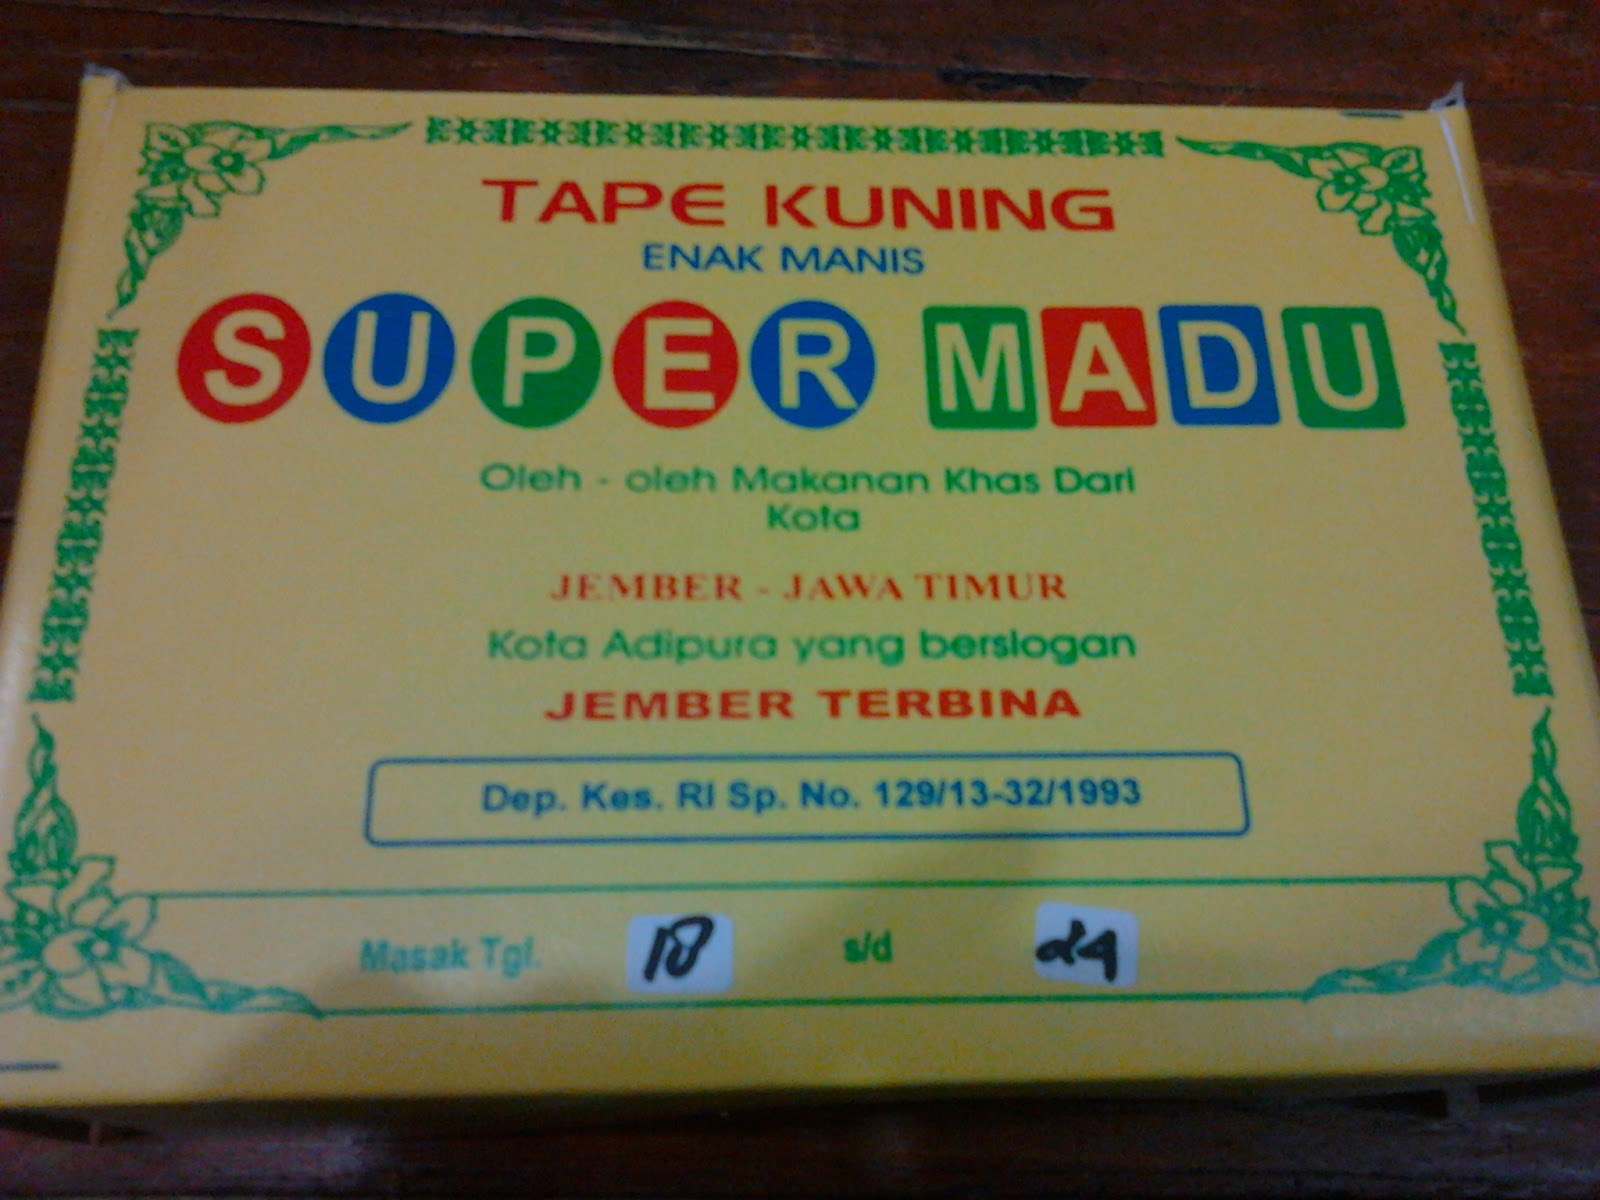 TAPE KUNING
ENAK MANIS
SUPER MADU
Oleh - oleh Makanan Khas Dari
Kota
JEMBER - JAWA TIMUR
Kota Adipura yang berslogan
JEMBER TERBINA
Dep. Kes. RI Sp. No. 129/13-32/1993
Masak Tgl. 18 s/d 24